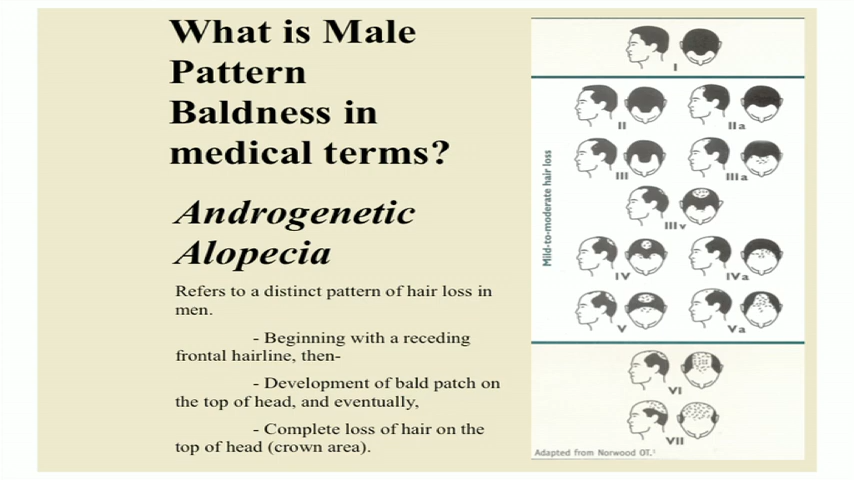 What is Male
Pattern
Baldness in
medical terms?
Androgenetic
Alopecia
Refers to a distinct pattern of hair loss in
men.
- Beginning with a receding
frontal hairline, then-
- Development of bald patch on
the top of head, and eventually,
- Complete loss of hair on the
top of head (crown area).
I
Mild-to-moderate hair loss
II
IIa
III
IIIa
IIIv
IV
IVa
V
Va
VI
VII
Adapted from Norwood OT.¹